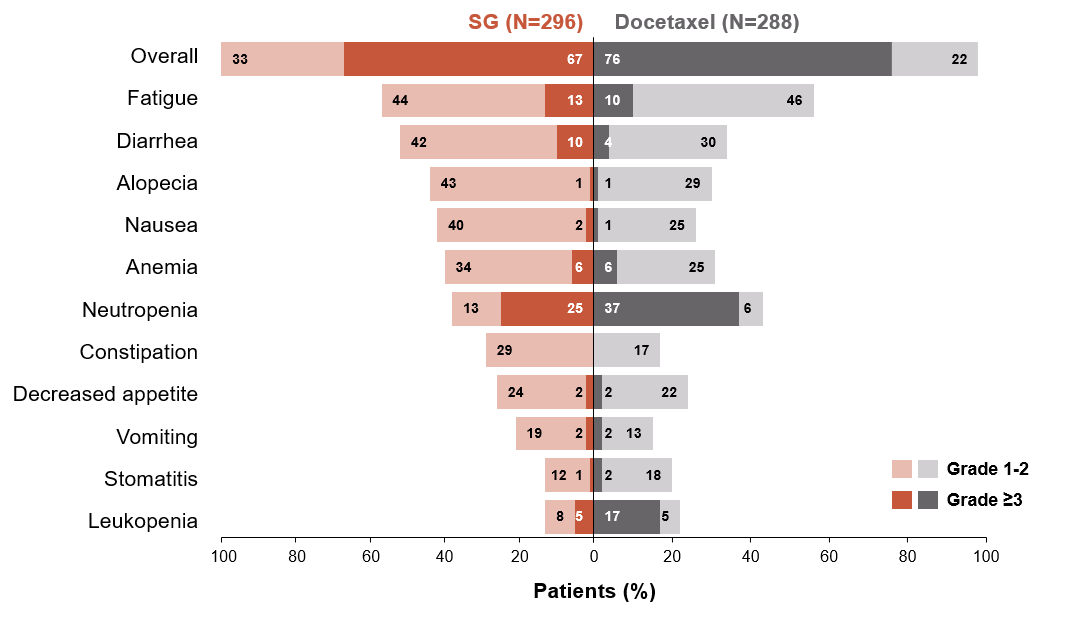 SG (N=296) Docetaxel (N=288)
Overall 33 67 76 22
Fatigue 44 13 10 46
Diarrhea 42 10 4 30
Alopecia 43 1 1 29
Nausea 40 2 1 25
Anemia 34 6 6 25
Neutropenia 13 25 37 6
Constipation 29 17
Decreased appetite 24 2 2 22
Vomiting 19 2 2 13
Stomatitis 12 1 2 18
Leukopenia 8 5 17 5
Grade 1-2
Grade ≥3
100 80 60 40 20 0 20 40 60 80 100
Patients (%)